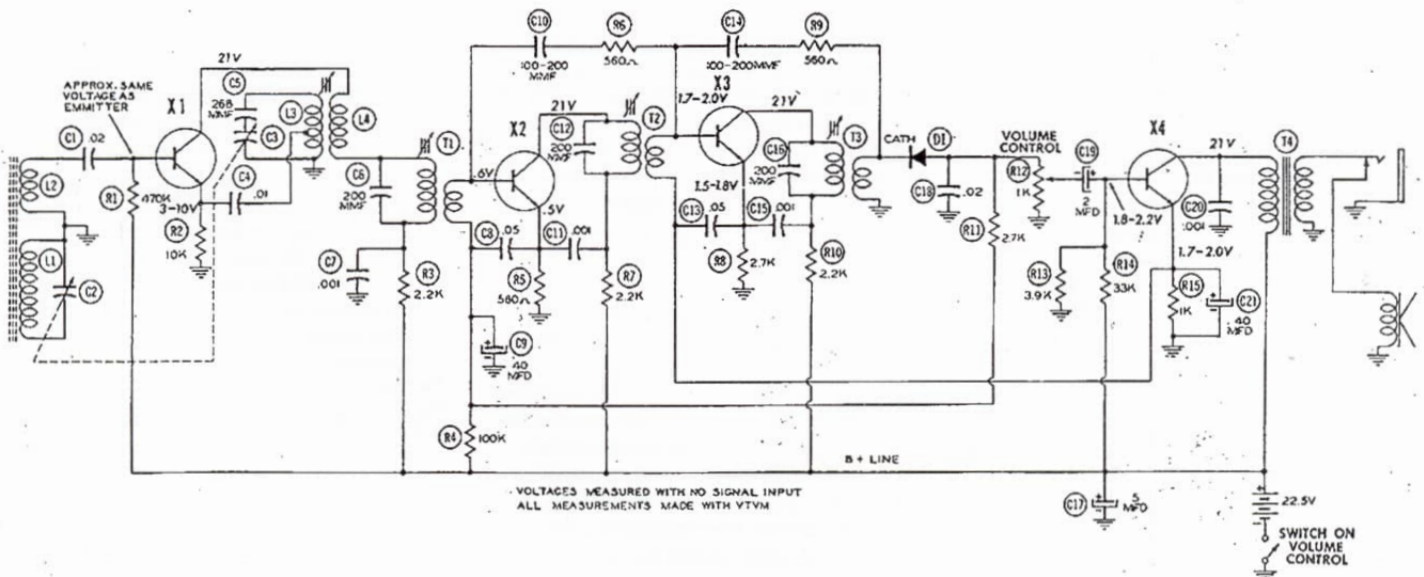 C10
R6
C14
R9
100-200
MMF
560Ω
100-200MMF
560Ω
21V
X3
APPROX. SAME
VOLTAGE AS
EMMITTER
X1
C5
268
MMF
L3
C3
L4
1.7-2.0V
21V
C1
.02
X2
21V
C12
200
MMF
T2
T1
T3
CATH
D1
VOLUME
CONTROL
R12
1K
C19
2
MFD
X4
21V
T4
L2
R1
470K
3-10V
C4
.01
C6
200
MMF
.6V
.5V
1.5-1.8V
C16
200
MMF
C18
.02
1.8-2.2V
C20
.001
R2
10K
C8
.05
C11
.001
C13
.05
C15
.001
R11
2.7K
1.7-2.0V
L1
C2
C7
.001
R3
2.2K
R5
560Ω
R7
2.2K
R8
2.7K
R10
2.2K
R13
3.9K
R14
33K
R15
1K
C21
40
MFD
C9
40
MFD
R4
100K
B+ LINE
VOLTAGES MEASURED WITH NO SIGNAL INPUT
ALL MEASUREMENTS MADE WITH VTVM
C17
5
MFD
22.5V
SWITCH ON
VOLUME
CONTROL